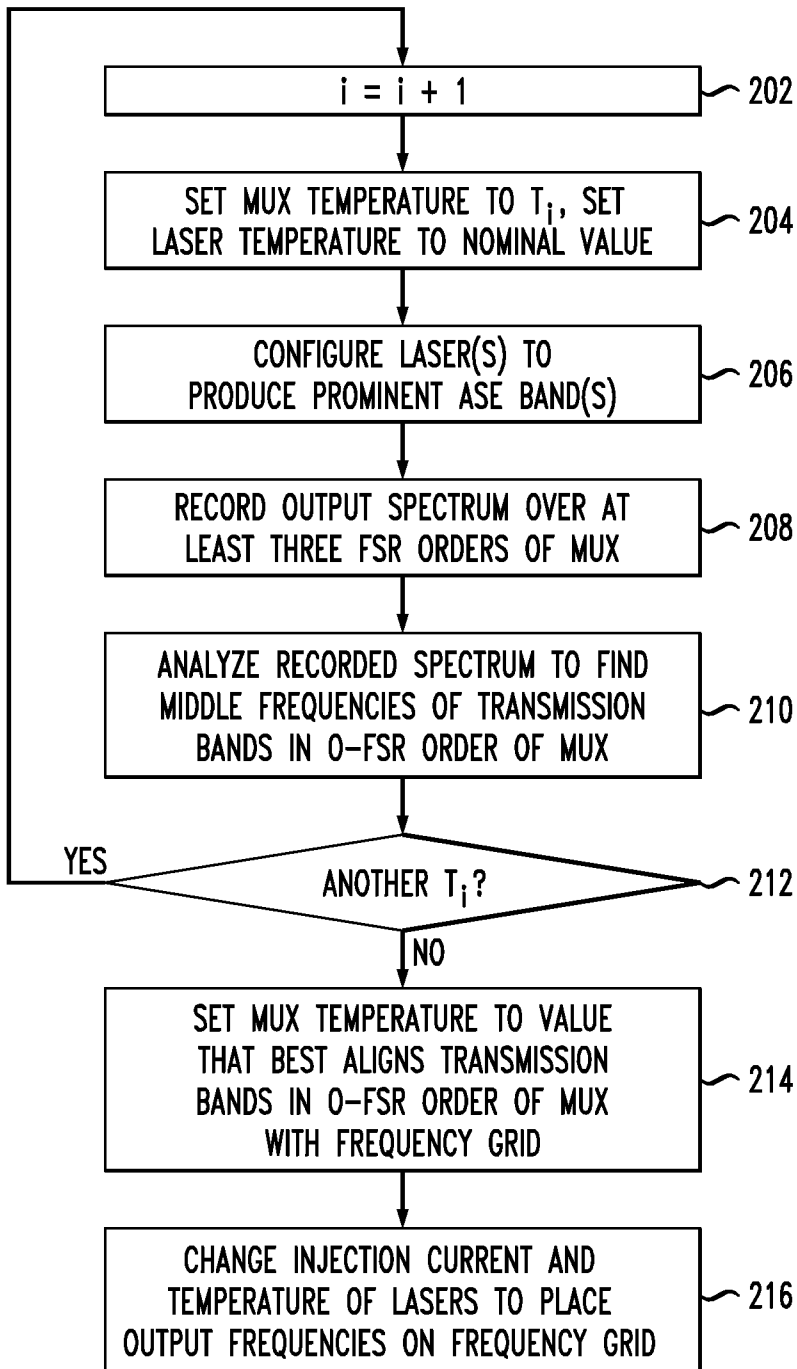 i = i + 1
202
SET MUX TEMPERATURE TO Ti, SET
LASER TEMPERATURE TO NOMINAL VALUE
204
CONFIGURE LASER(S) TO
PRODUCE PROMINENT ASE BAND(S)
206
RECORD OUTPUT SPECTRUM OVER AT
LEAST THREE FSR ORDERS OF MUX
208
ANALYZE RECORDED SPECTRUM TO FIND
MIDDLE FREQUENCIES OF TRANSMISSION
BANDS IN 0-FSR ORDER OF MUX
210
YES
ANOTHER Ti?
212
NO
SET MUX TEMPERATURE TO VALUE
THAT BEST ALIGNS TRANSMISSION
BANDS IN 0-FSR ORDER OF MUX
WITH FREQUENCY GRID
214
CHANGE INJECTION CURRENT AND
TEMPERATURE OF LASERS TO PLACE
OUTPUT FREQUENCIES ON FREQUENCY GRID
216